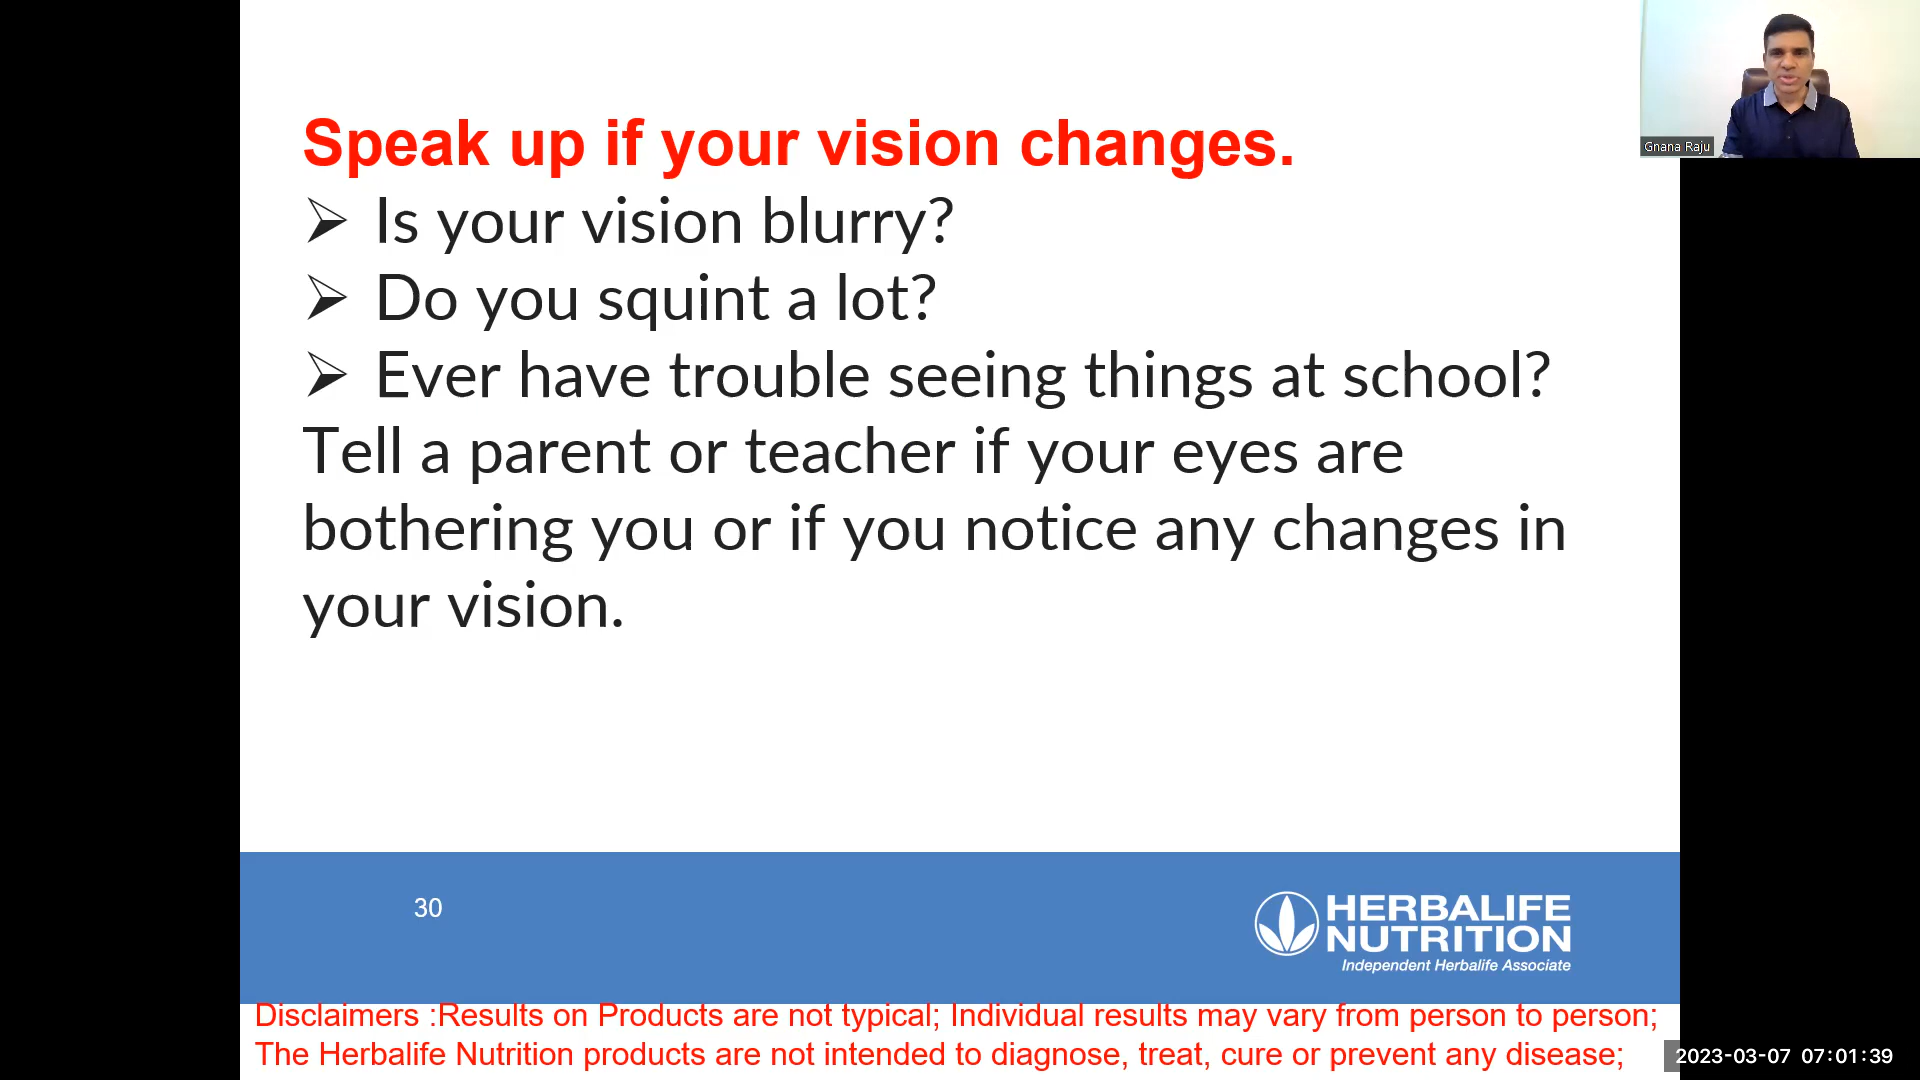 Speak up if your vision changes.
➢ Is your vision blurry?
➢ Do you squint a lot?
➢ Ever have trouble seeing things at school?
Tell a parent or teacher if your eyes are
bothering you or if you notice any changes in
your vision.
Gnana Raju
30
HERBALIFE
NUTRITION
Independent Herbalife Associate
Disclaimers :Results on Products are not typical; Individual results may vary from person to person;
The Herbalife Nutrition products are not intended to diagnose, treat, cure or prevent any disease;
2023-03-07 07:01:39